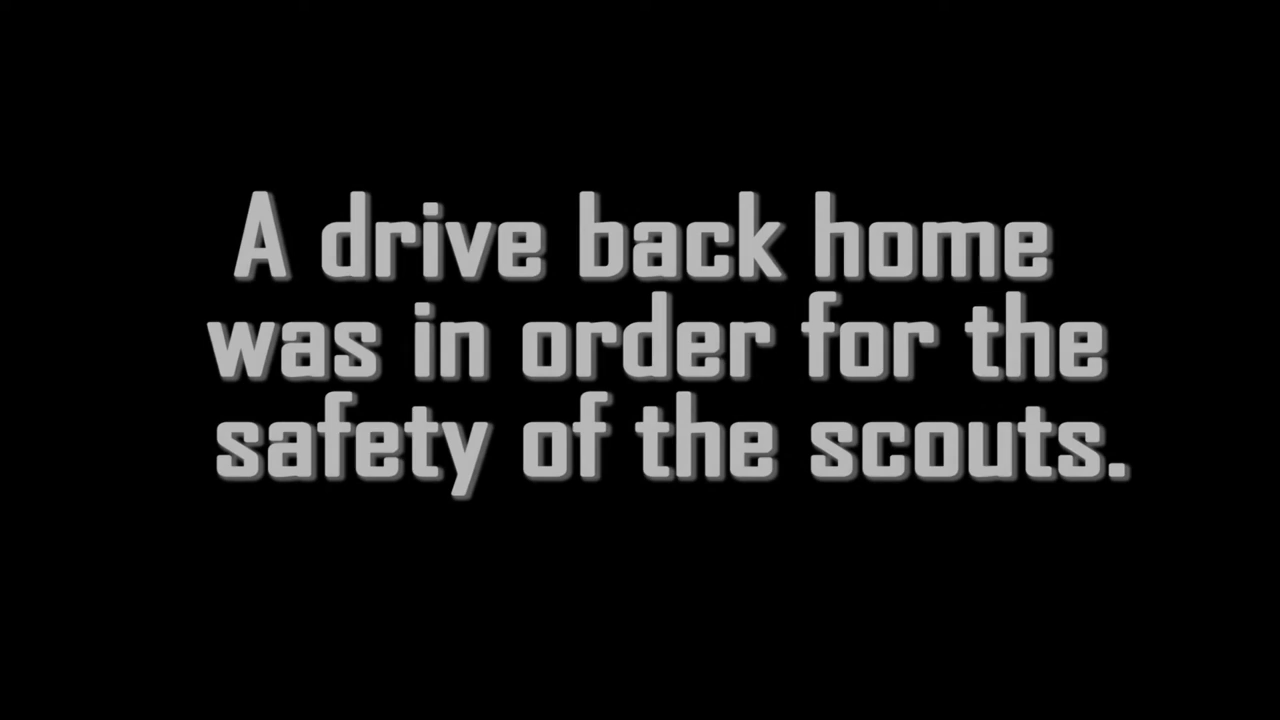 A drive back home
was in order for the
safety of the scouts.